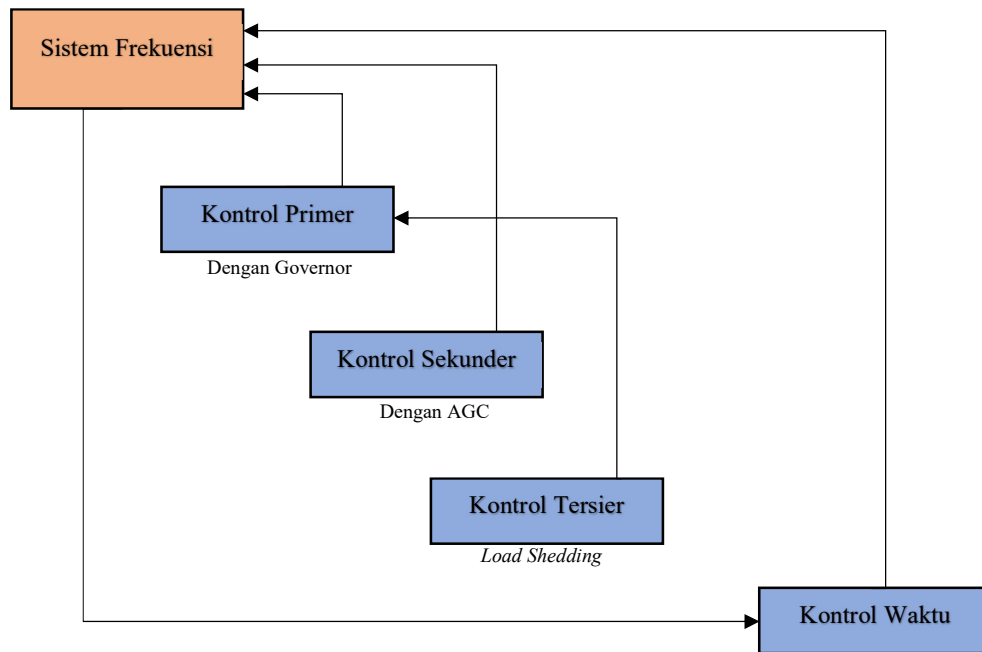 Sistem Frekuensi
Kontrol Primer
Dengan Governor
Kontrol Sekunder
Dengan AGC
Kontrol Tersier
Load Shedding
Kontrol Waktu